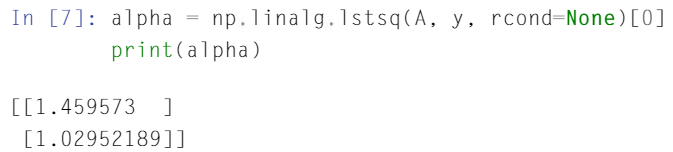 In [7]: alpha = np.linalg.lstsq(A, y, rcond=None)[0]
print(alpha)
[[1.459573  ]
 [1.02952189]]